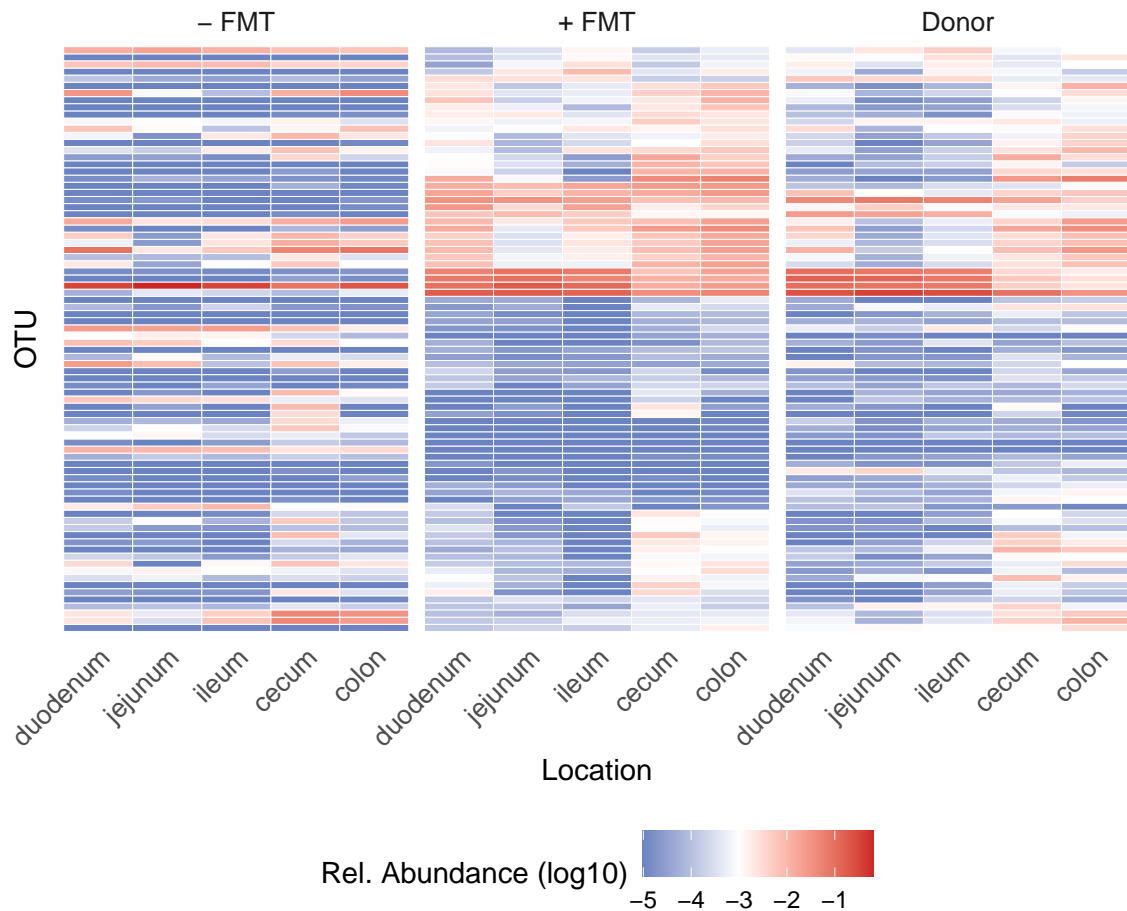 − FMT
+ FMT
Donor
OTU
duodenum
jejunum
ileum
cecum
colon
duodenum
jejunum
ileum
cecum
colon
duodenum
jejunum
ileum
cecum
colon
Location
Rel. Abundance (log10)
−5 −4 −3 −2 −1